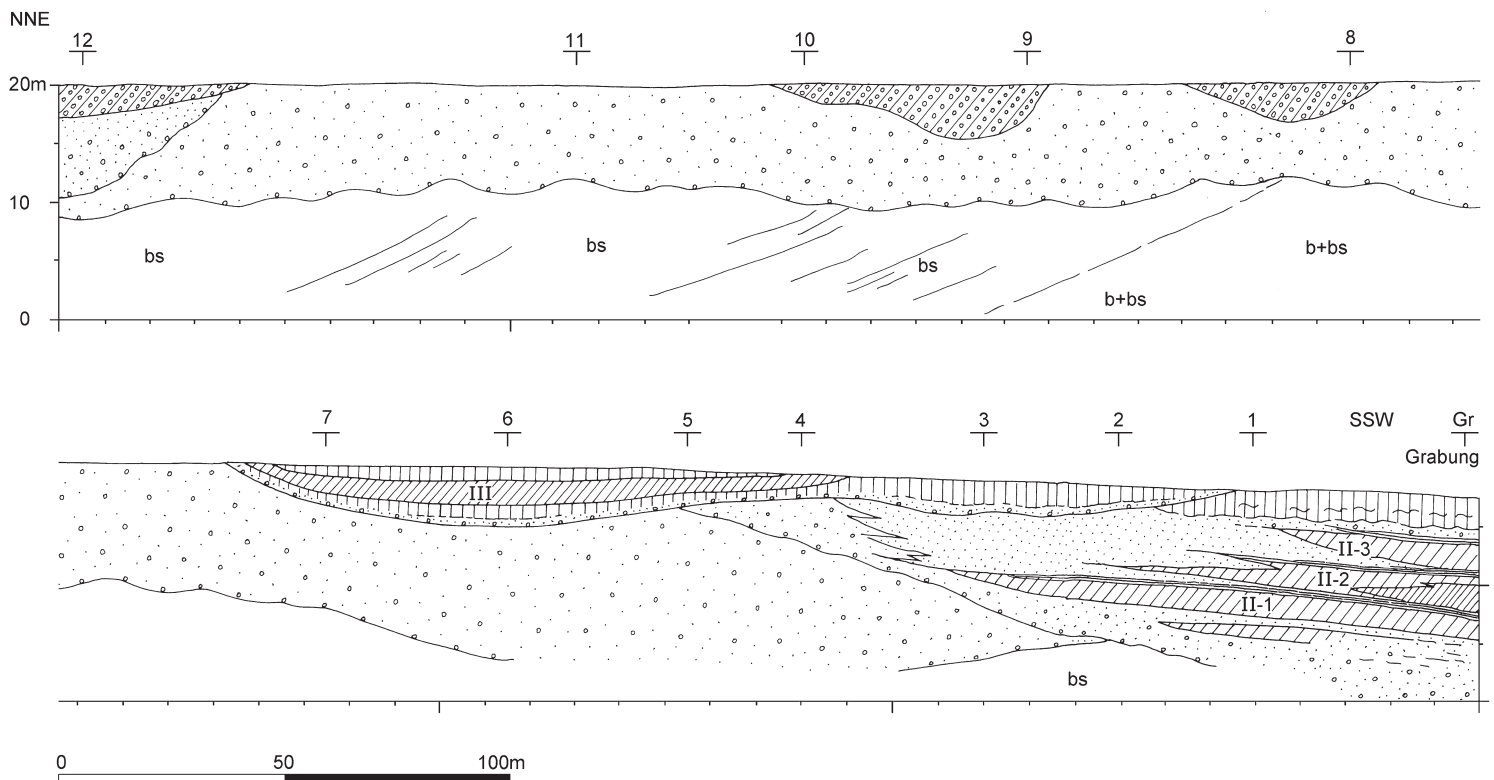 NNE
12 11 10 9 8
20m
10
bs bs bs b+bs
b+bs
0
7 6 5 4 3 2 1 SSW Gr
Grabung
III
II-3
II-2
II-1
bs
0 50 100m